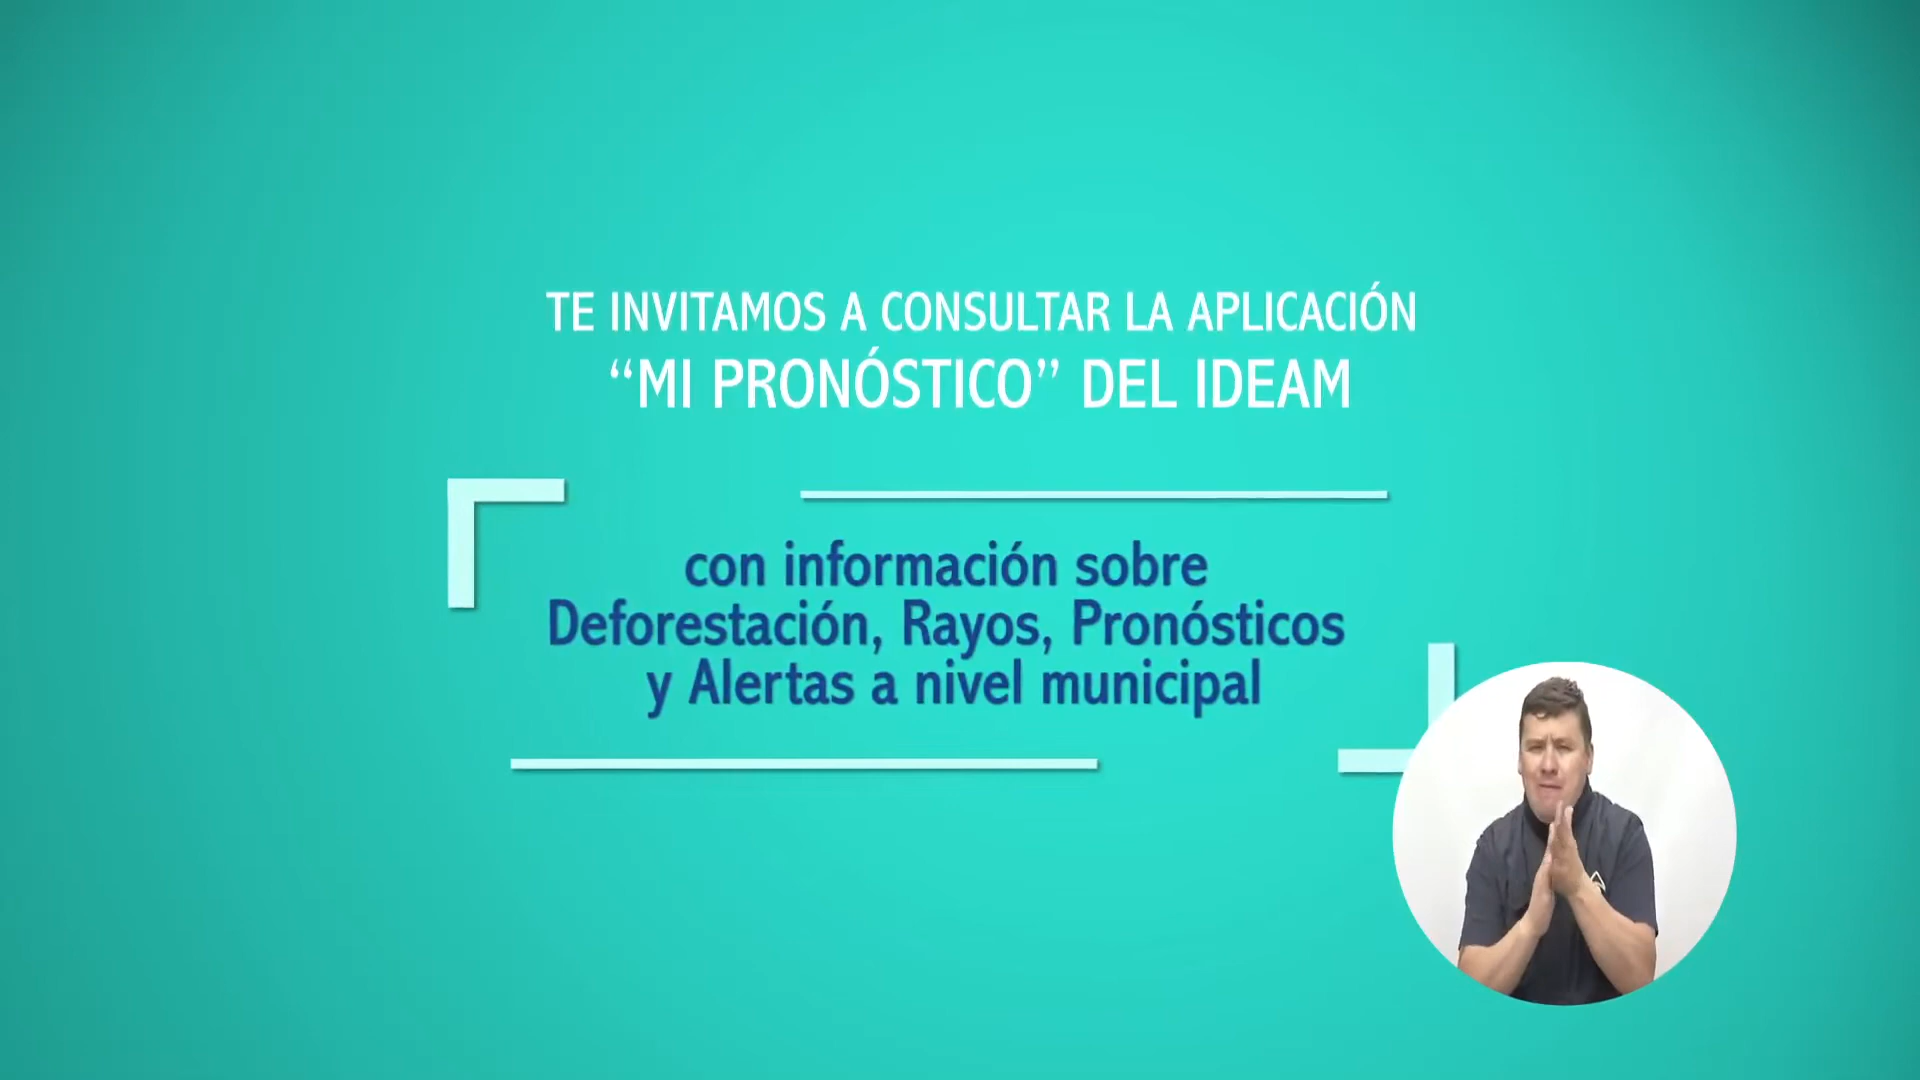 TE INVITAMOS A CONSULTAR LA APLICACIÓN
“MI PRONÓSTICO” DEL IDEAM
con información sobre
Deforestación, Rayos, Pronósticos
y Alertas a nivel municipal